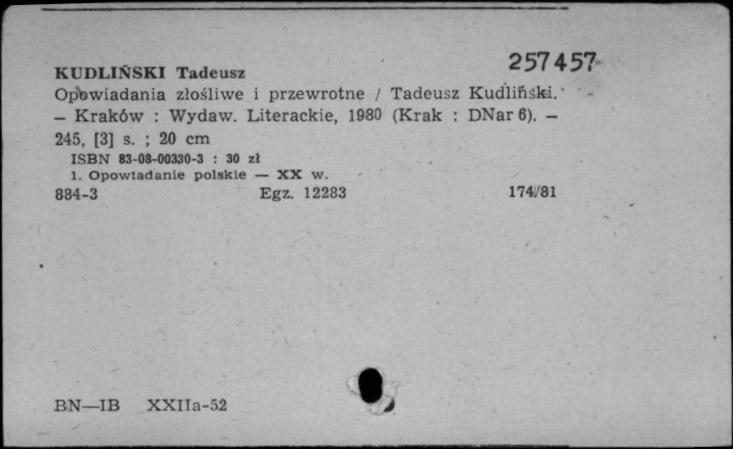 257457
KUDLIŃSKI Tadeusz
Opowiadania złośliwe i przewrotne / Tadeusz Kudliński.
— Kraków : Wydaw. Literackie, 1980 (Krak : DNar 6). —
245, [3] s. ; 20 cm
ISBN 83-08-00330-3 : 30 zł
1. Opowiadanie polskie — XX w.
884-3 Egz. 12283 174/81
BN—IB XXIIa-52